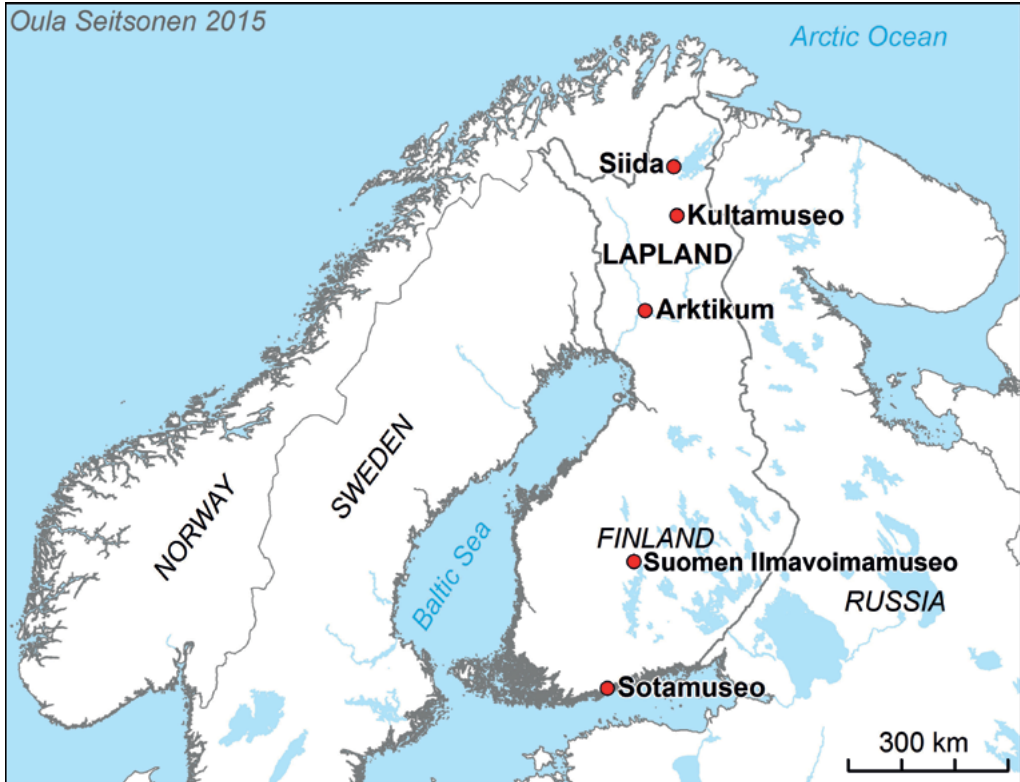 Oula Seitsonen 2015
Arctic Ocean
Siida
Kultamuseo
LAPLAND
Arktikum
NORWAY
SWEDEN
Baltic Sea
FINLAND
Suomen Ilmavoimamuseo
RUSSIA
Sotamuseo
300 km